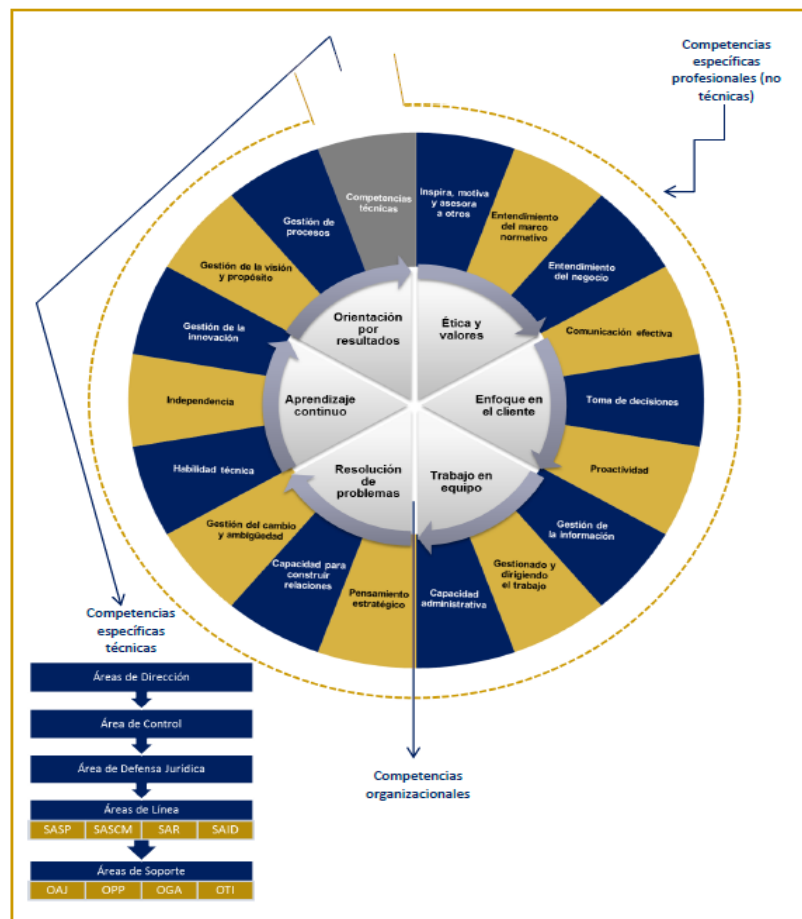 Competencias
específicas
profesionales (no
técnicas)
Competencias
técnicas
Inspira, motiva
y asesora
a otros
Entendimiento
del marco
normativo
Entendimiento
del negocio
Comunicación efectiva
Toma de decisiones
Proactividad
Gestión de
la información
Gestionado y
dirigiendo
el trabajo
Capacidad
administrativa
Pensamiento
estratégico
Capacidad para
construir
relaciones
Gestión del cambio
y ambigüedad
Habilidad técnica
Independencia
Gestión de la
innovación
Gestión de la visión
y propósito
Gestión de
procesos
Orientación por
resultados
Ética y
valores
Enfoque en
el cliente
Trabajo en
equipo
Resolución de
problemas
Aprendizaje
continuo
Competencias
específicas
técnicas
Áreas de Dirección
Área de Control
Área de Defensa Jurídica
Áreas de Línea
SASP SASCM SAR SAID
Áreas de Soporte
OAJ OPP OGA OTI
Competencias
organizacionales